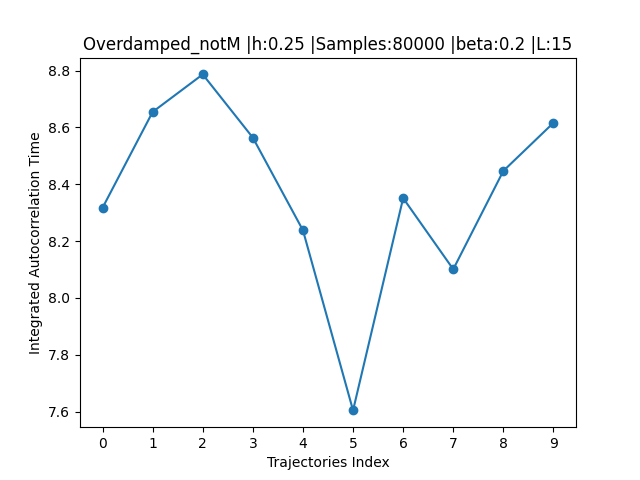 Overdamped_notM |h:0.25 |Samples:80000 |beta:0.2 |L:15
Integrated Autocorrelation Time
8.8
8.6
8.4
8.2
8.0
7.8
7.6
0 1 2 3 4 5 6 7 8 9
Trajectories Index